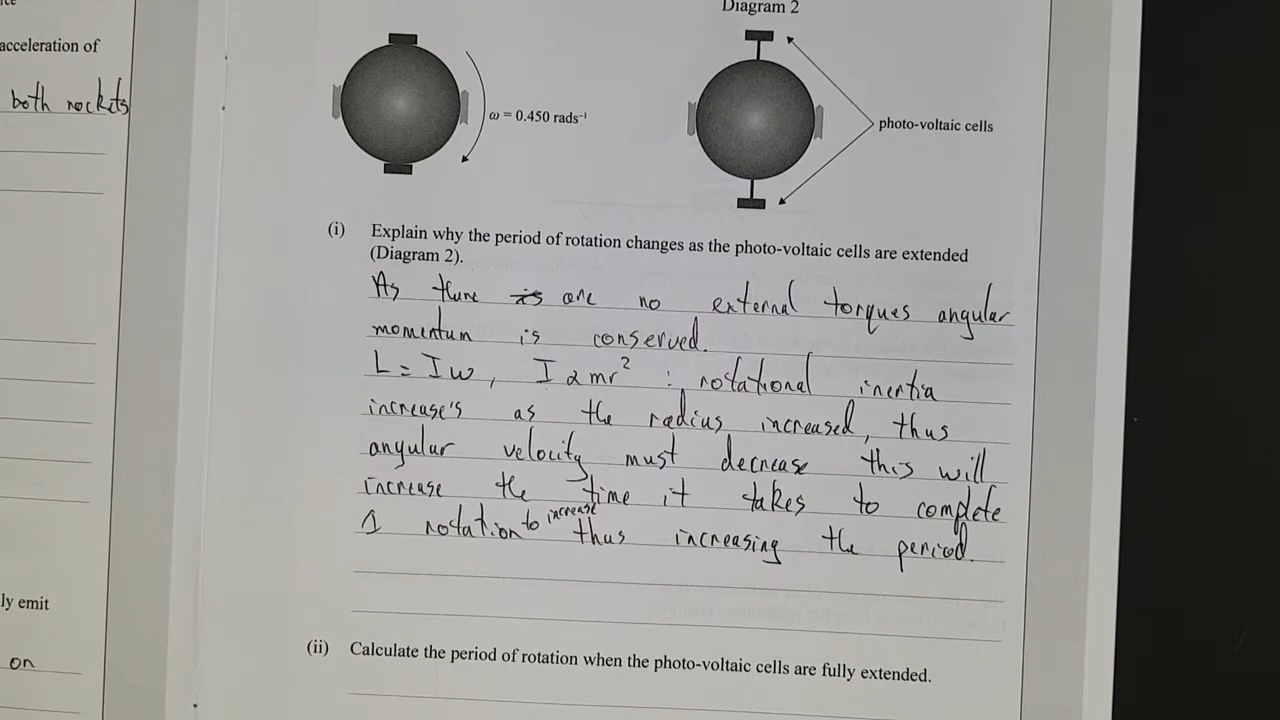 acceleration of
both rockets
ly emit
on
Diagram 2
ω = 0.450 rads⁻¹
photo-voltaic cells
(i) Explain why the period of rotation changes as the photo-voltaic cells are extended
(Diagram 2).
As there is are no external torques angular
momentum is conserved.
L = Iω, I α mr² : rotational inertia
increase's as the radius increased, thus
angular velocity must decrease this will
increase the time it takes to complete
1 rotation to increase thus increasing the period.
(ii) Calculate the period of rotation when the photo-voltaic cells are fully extended.